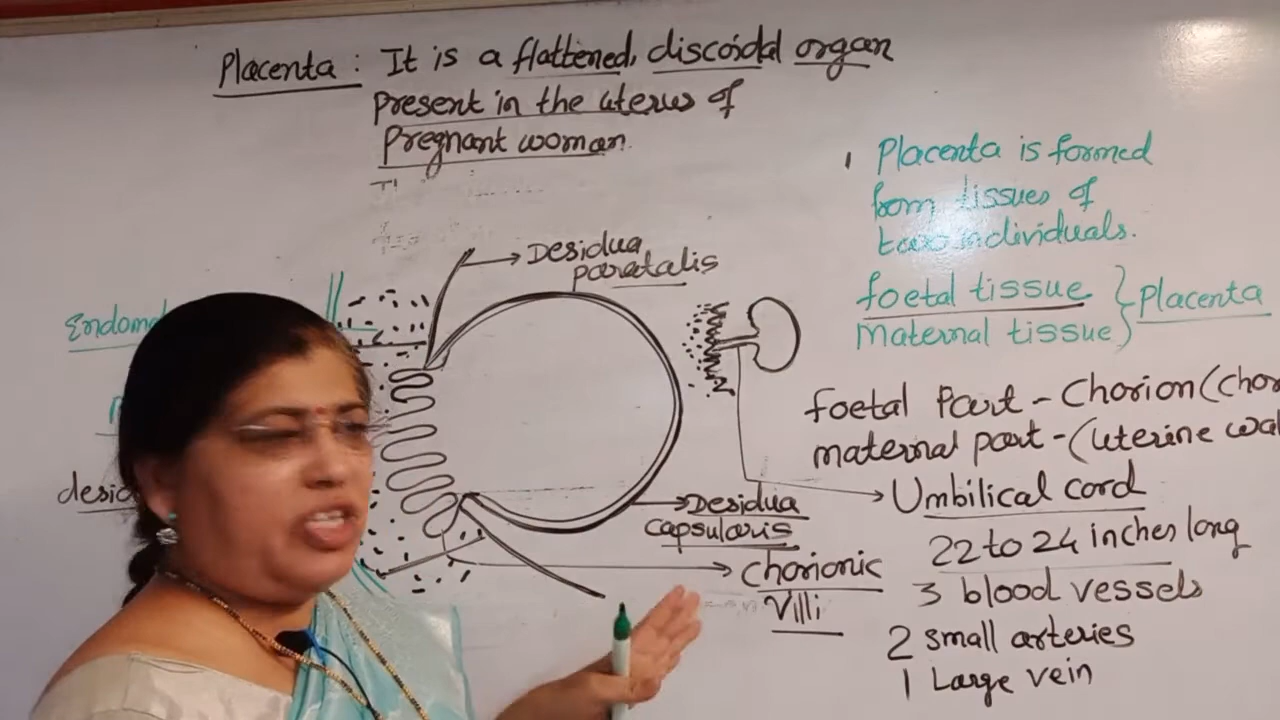 Placenta : It is a flattened, discoidal organ
present in the uterus of
Pregnant woman.
1 Placenta is formed
from tissues of
two individuals.
foetal tissue
maternal tissue } Placenta
Desidua
paratalis
foetal Part - Chorion (
maternal part - (uterine
Umbilical cord
22 to 24 inches long
3 blood vessels
2 small arteries
1 Large vein
Desidua
capsularis
Chorionic
Villi